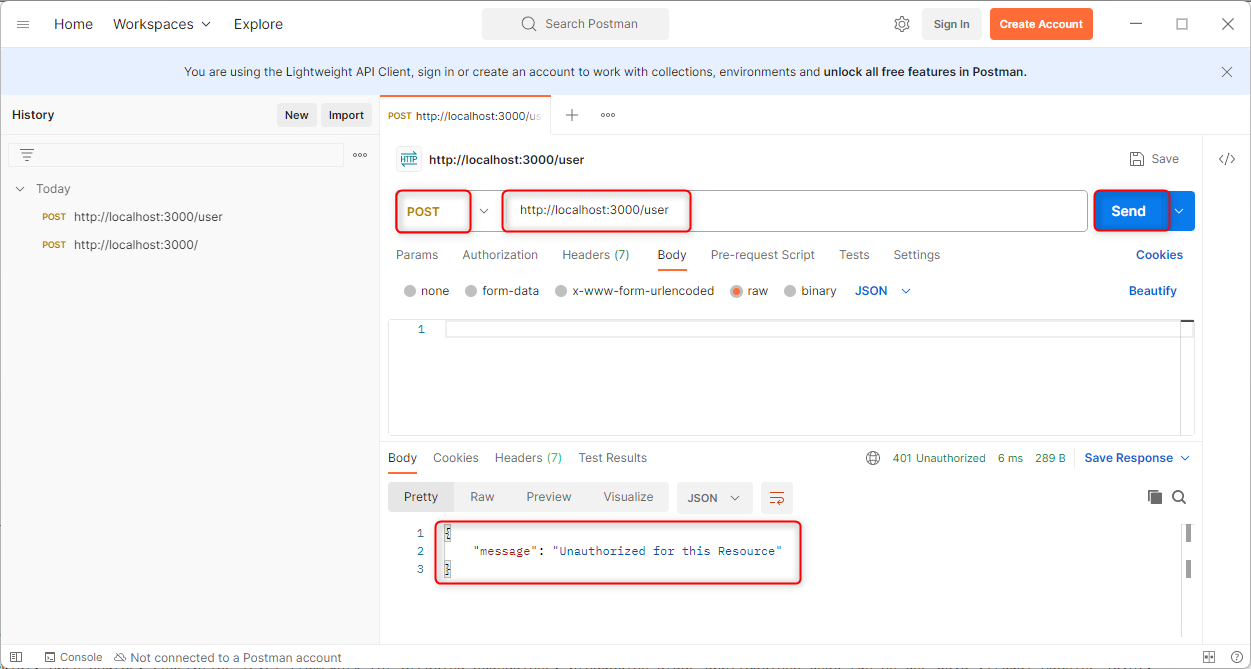 Home Workspaces Explore Search Postman Sign In Create Account
You are using the Lightweight API Client, sign in or create an account to work with collections, environments and unlock all free features in Postman.
History New Import
POST http://localhost:3000/us
HTTP http://localhost:3000/user Save
Today
POST http://localhost:3000/user
POST http://localhost:3000/
POST http://localhost:3000/user Send
Params Authorization Headers (7) Body Pre-request Script Tests Settings Cookies
none form-data x-www-form-urlencoded raw binary JSON Beautify
1
Body Cookies Headers (7) Test Results 401 Unauthorized 6 ms 289 B Save Response
Pretty Raw Preview Visualize JSON
1 {
2 "message": "Unauthorized for this Resource"
3 }
Console Not connected to a Postman account